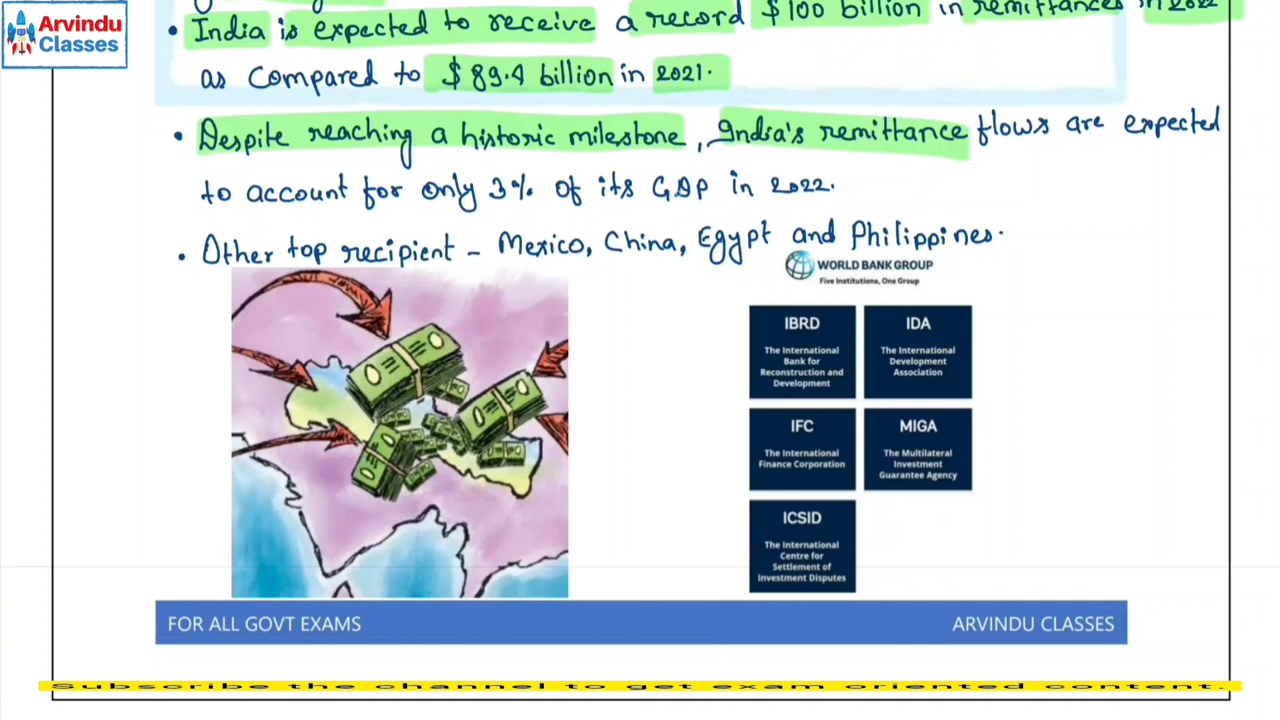 Arvindu
Classes
India is expected to receive a record $100 billion in remittances in 2022
as compared to $89.4 billion in 2021.
Despite reaching a historic milestone, India's remittance flows are expected
to account for only 3% of its GDP in 2022.
Other top recipient - Mexico, China, Egypt and Philippines.
WORLD BANK GROUP
Five Institutions, One Group
IBRD
The International
Bank for
Reconstruction and
Development
IDA
The International
Development
Association
IFC
The International
Finance Corporation
MIGA
The Multilateral
Investment
Guarantee Agency
ICSID
The International
Centre for
Settlement of
Investment Disputes
FOR ALL GOVT EXAMS
ARVINDU CLASSES
Subscribe the channel to get exam oriented content.